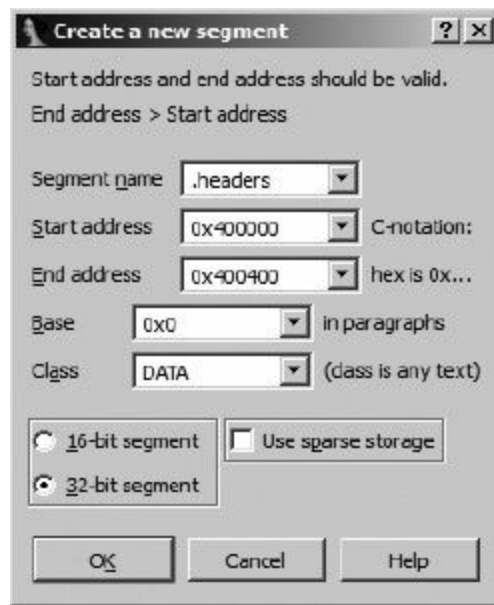 Create a new segment ? ×
Start address and end address should be valid.
End address > Start address
Segment name .headers
Start address 0x400000 C-notation:
End address 0x400400 hex is 0x...
Base 0x0 in paragraphs
Class DATA (class is any text)
16-bit segment Use sparse storage
32-bit segment
OK Cancel Help